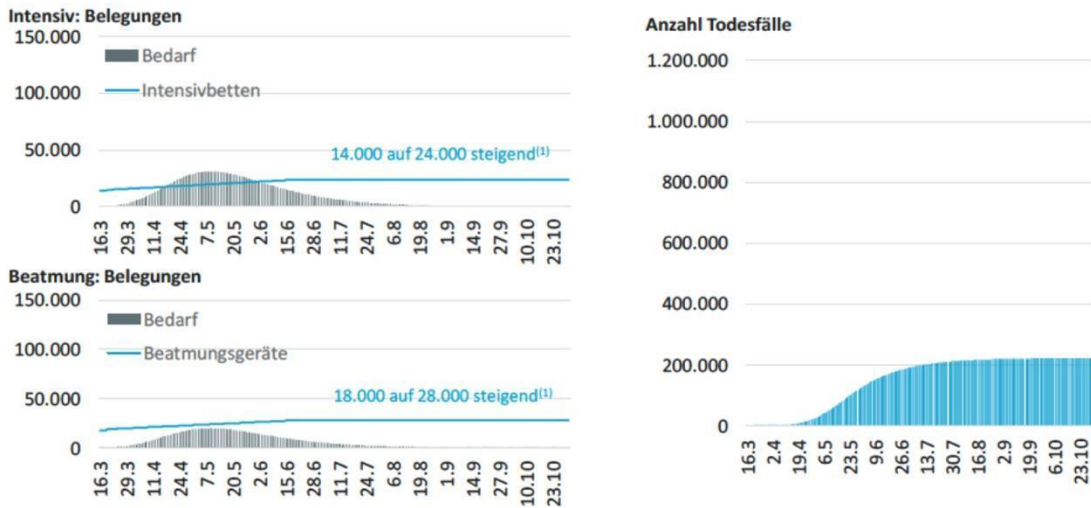 Intensiv: Belegungen
150.000
Bedarf
Intensivbetten
100.000
50.000
14.000 auf 24.000 steigend(1)
0
16.3 29.3 11.4 24.4 7.5 20.5 2.6 15.6 28.6 11.7 24.7 6.8 19.8 1.9 14.9 27.9 10.10 23.10
Beatmung: Belegungen
150.000
Bedarf
100.000
Beatmungsgeräte
50.000
18.000 auf 28.000 steigend(1)
0
16.3 29.3 11.4 24.4 7.5 20.5 2.6 15.6 28.6 11.7 24.7 6.8 19.8 1.9 14.9 27.9 10.10 23.10
Anzahl Todesfälle
1.200.000
1.000.000
800.000
600.000
400.000
200.000
0
16.3 2.4 19.4 6.5 23.5 9.6 26.6 13.7 30.7 16.8 2.9 19.9 6.10 23.10